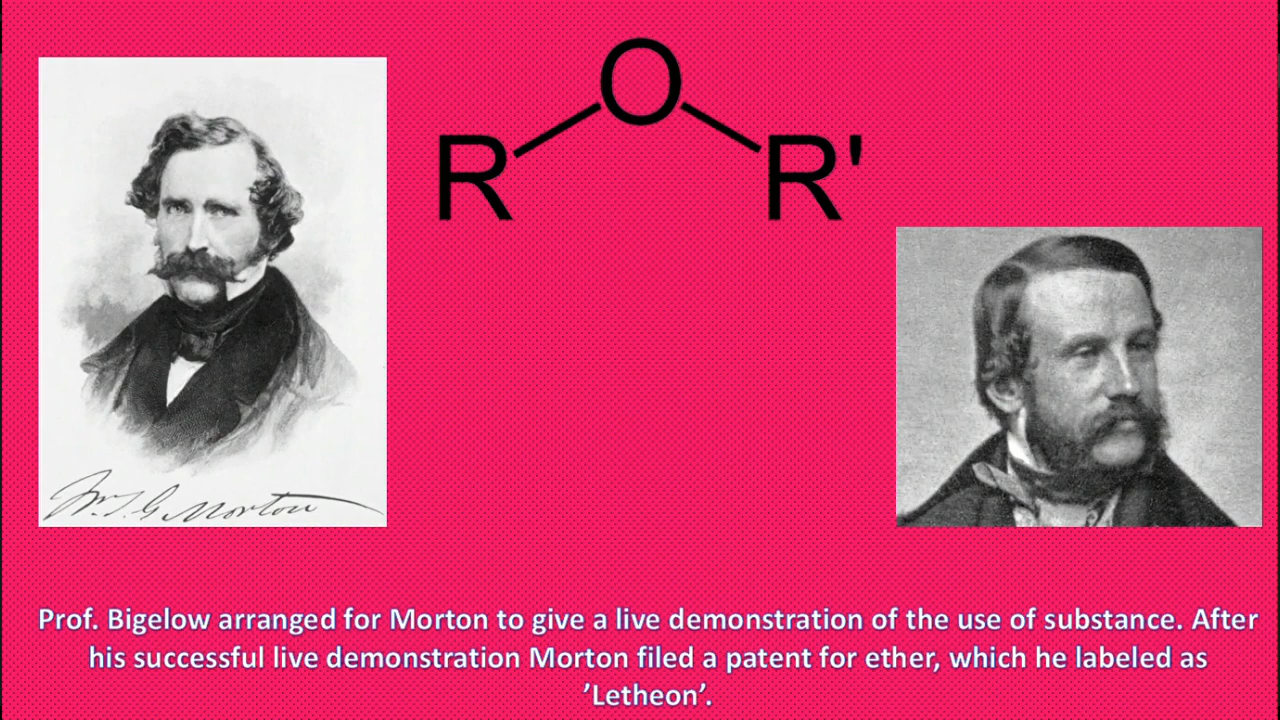 O
R R'
Wm. T. G. Morton
Prof. Bigelow arranged for Morton to give a live demonstration of the use of substance. After
his successful live demonstration Morton filed a patent for ether, which he labeled as
’Letheon’.